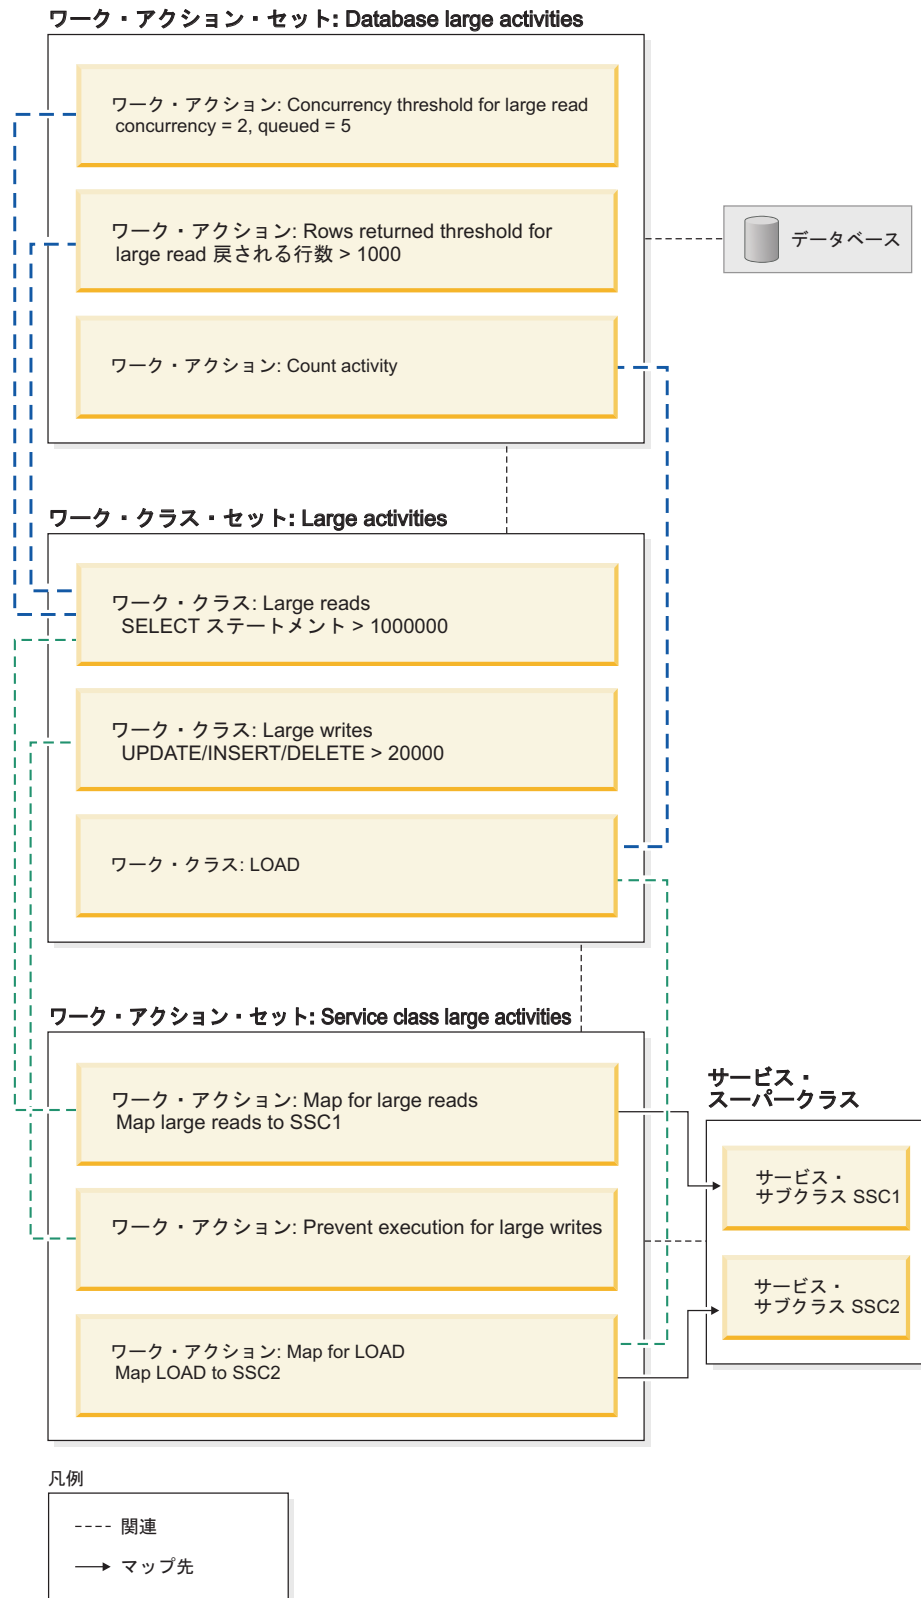 ワーク・アクション・セット: Database large activities
ワーク・アクション: Concurrency threshold for large read
concurrency = 2, queued = 5
ワーク・アクション: Rows returned threshold for
large read 戻される行数 > 1000
データベース
ワーク・アクション: Count activity
ワーク・クラス・セット: Large activities
ワーク・クラス: Large reads
SELECT ステートメント > 1000000
ワーク・クラス: Large writes
UPDATE/INSERT/DELETE > 20000
ワーク・クラス: LOAD
ワーク・アクション・セット: Service class large activities
ワーク・アクション: Map for large reads
Map large reads to SSC1
ワーク・アクション: Prevent execution for large writes
ワーク・アクション: Map for LOAD
Map LOAD to SSC2
サービス・
スーパークラス
サービス・
サブクラス SSC1
サービス・
サブクラス SSC2
凡例
関連
マップ先